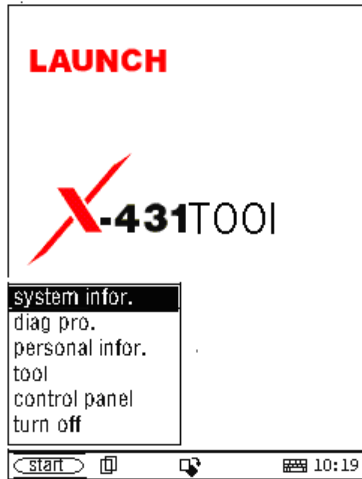 LAUNCH
X-431TOOl
system infor.
diag pro.
personal infor.
tool
control panel
turn off
start 10:19